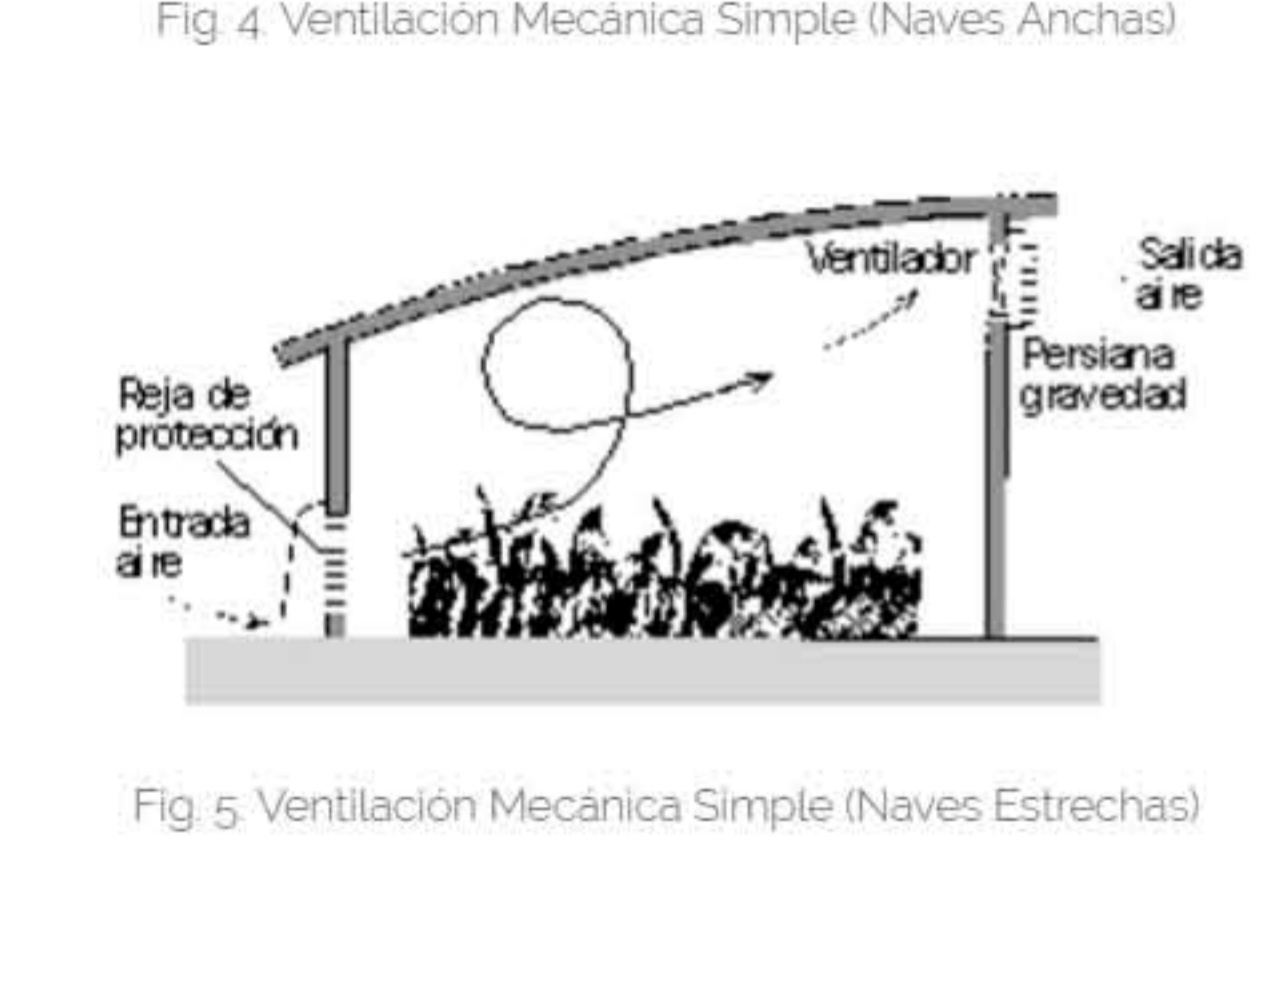 Fig. 4. Ventilación Mecánica Simple (Naves Anchas)
Ventilador
Salida
aire
Persiana
gravedad
Reja de
protección
Entrada
aire
Fig. 5. Ventilación Mecánica Simple (Naves Estrechas)